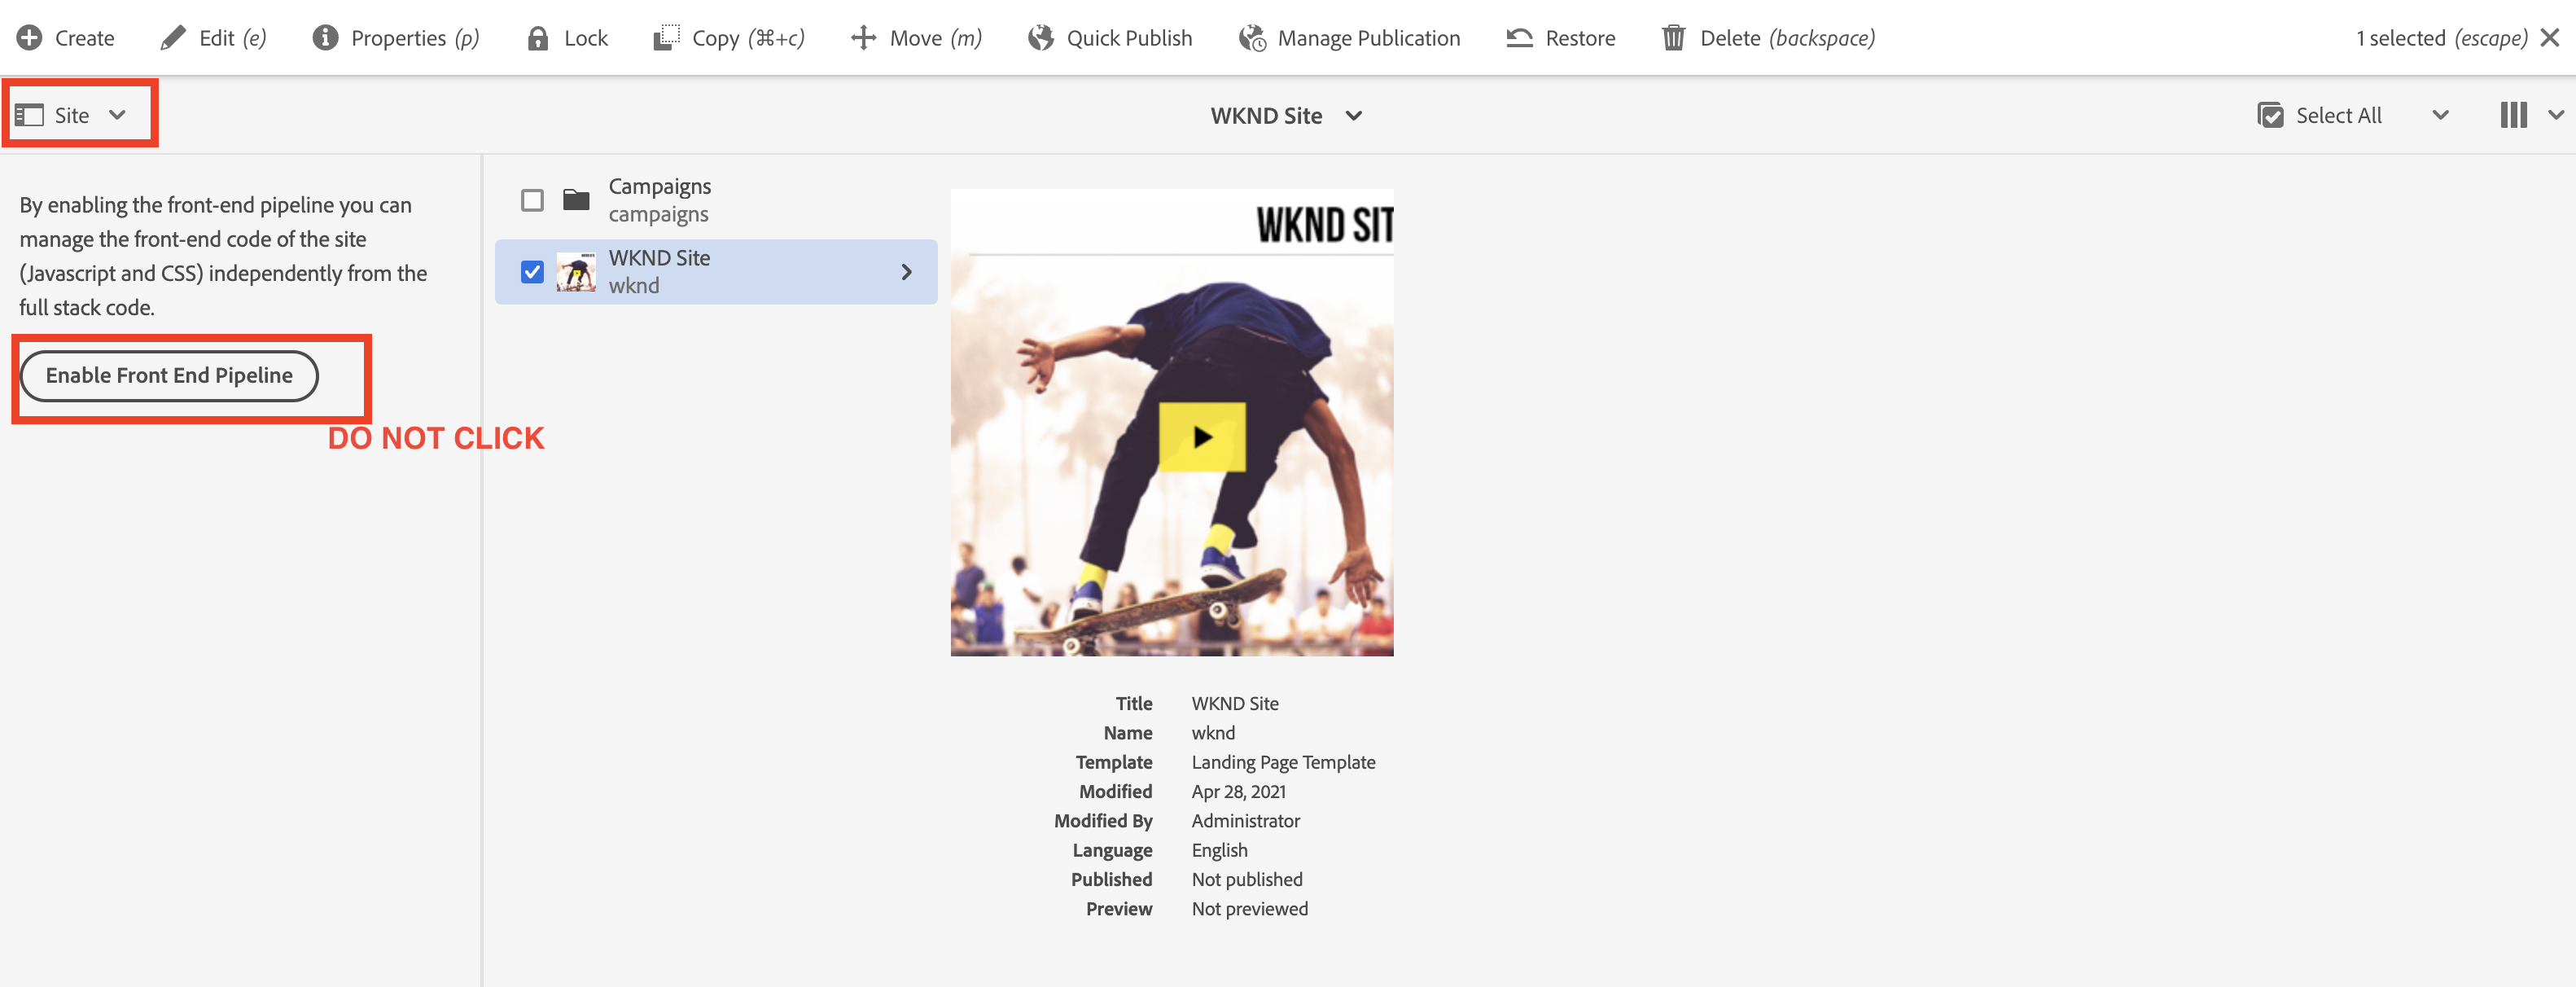 Create Edit (e) Properties (p) Lock Copy (⌘+c) Move (m) Quick Publish Manage Publication Restore Delete (backspace) 1 selected (escape)
Site WKND Site Select All
By enabling the front-end pipeline you can
manage the front-end code of the site
(Javascript and CSS) independently from the
full stack code.
Enable Front End Pipeline
DO NOT CLICK
Campaigns
campaigns
WKND Site
wknd
WKND SIT
Title WKND Site
Name wknd
Template Landing Page Template
Modified Apr 28, 2021
Modified By Administrator
Language English
Published Not published
Preview Not previewed